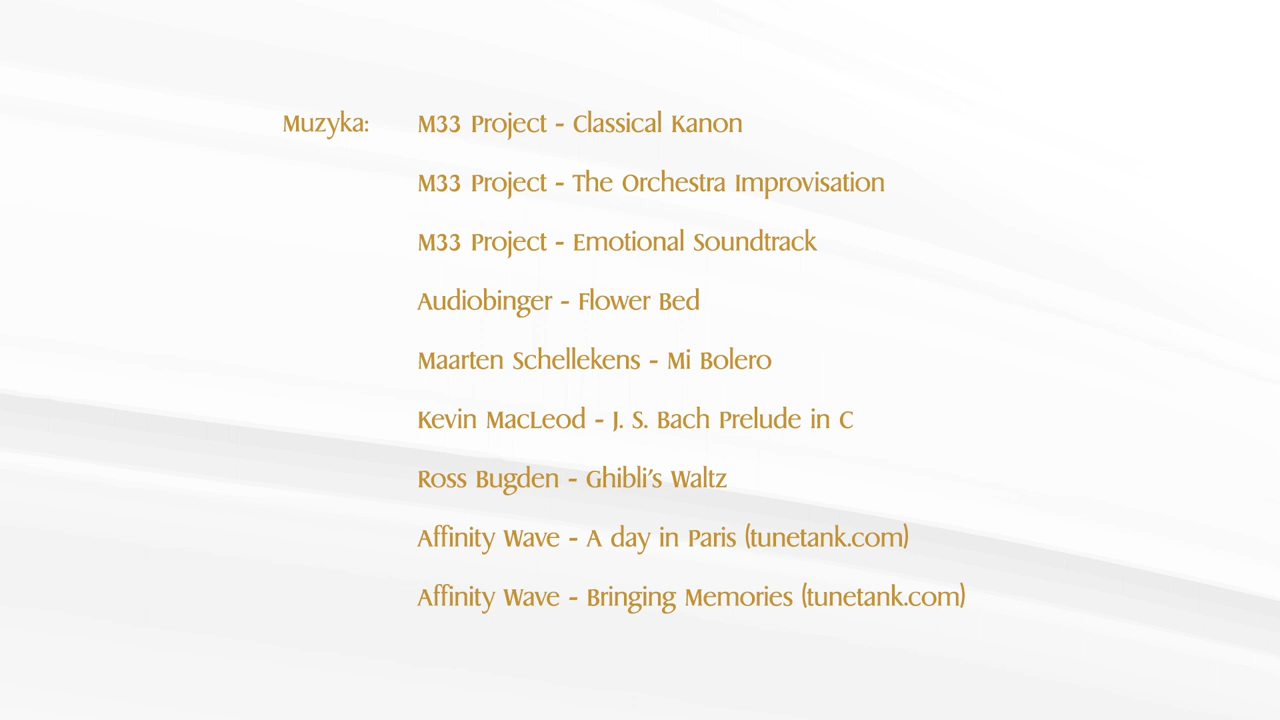 Muzyka: M33 Project - Classical Kanon
M33 Project - The Orchestra Improvisation
M33 Project - Emotional Soundtrack
Audiobinger - Flower Bed
Maarten Schellekens - Mi Bolero
Kevin MacLeod - J. S. Bach Prelude in C
Ross Bugden - Ghibli’s Waltz
Affinity Wave - A day in Paris (tunetank.com)
Affinity Wave - Bringing Memories (tunetank.com)